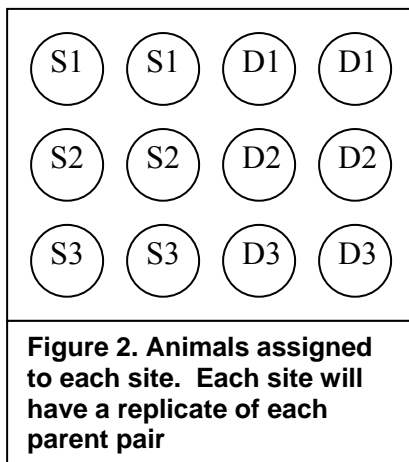 S1 S1 D1 D1
S2 S2 D2 D2
S3 S3 D3 D3
Figure 2. Animals assigned
to each site.  Each site will
have a replicate of each
parent pair